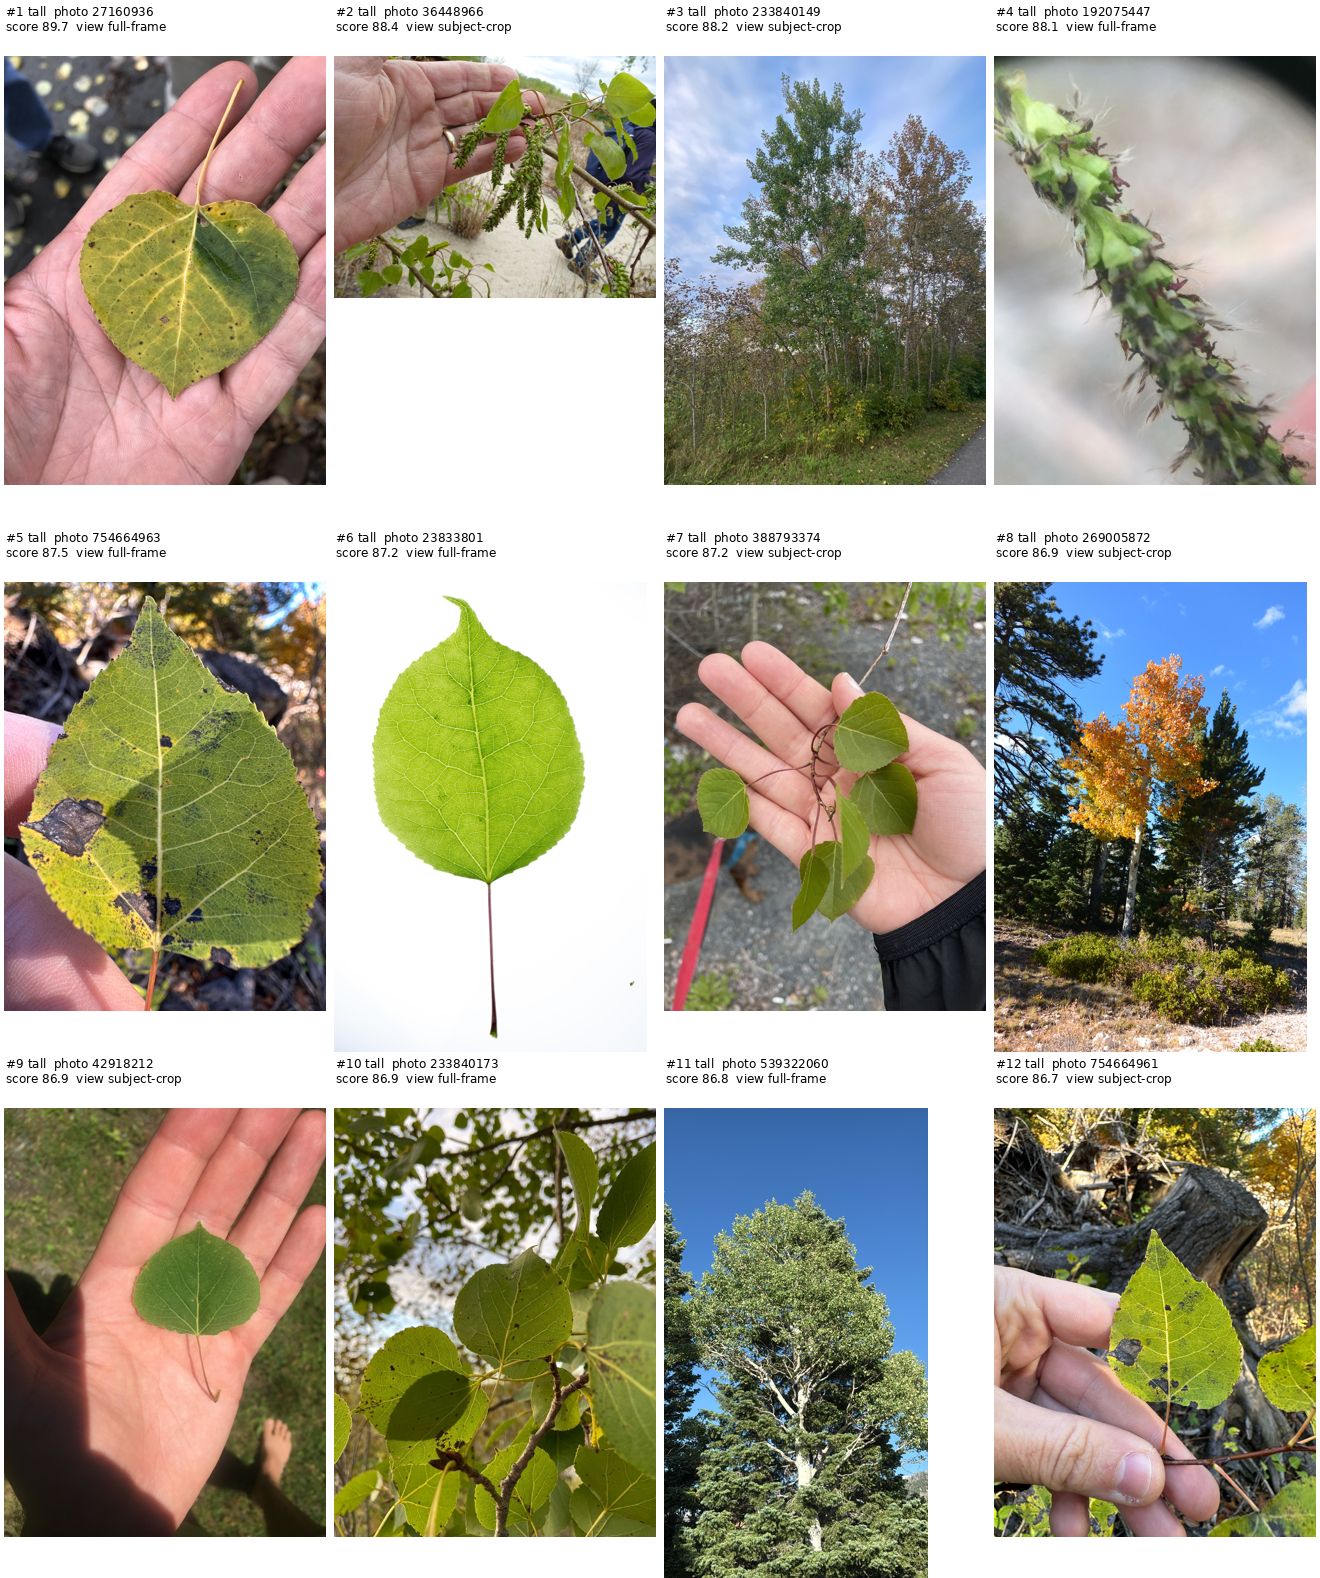 #1 tall photo 27160936
score 89.7 view full-frame
#2 tall photo 36448966
score 88.4 view subject-crop
#3 tall photo 233840149
score 88.2 view subject-crop
#4 tall photo 192075447
score 88.1 view full-frame
#5 tall photo 754664963
score 87.5 view full-frame
#6 tall photo 23833801
score 87.2 view full-frame
#7 tall photo 388793374
score 87.2 view subject-crop
#8 tall photo 269005872
score 86.9 view subject-crop
#9 tall photo 42918212
score 86.9 view subject-crop
#10 tall photo 233840173
score 86.9 view full-frame
#11 tall photo 539322060
score 86.8 view full-frame
#12 tall photo 754664961
score 86.7 view subject-crop